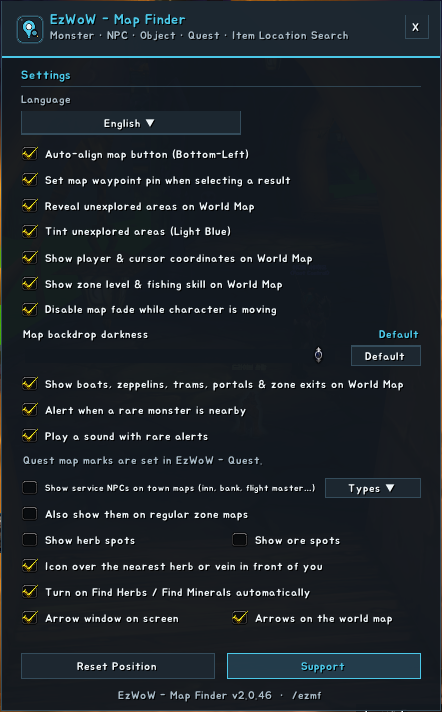 EzWoW - Map Finder
Monster · NPC · Object · Quest · Item Location Search
X
Settings
Language
English ▼
Auto-align map button (Bottom-Left)
Set map waypoint pin when selecting a result
Reveal unexplored areas on World Map
Tint unexplored areas (Light Blue)
Show player & cursor coordinates on World Map
Show zone level & fishing skill on World Map
Disable map fade while character is moving
Map backdrop darkness Default
Default
Show boats, zeppelins, trams, portals & zone exits on World Map
Alert when a rare monster is nearby
Play a sound with rare alerts
Quest map marks are set in EzWoW - Quest.
Show service NPCs on town maps (inn, bank, flight master...) Types ▼
Also show them on regular zone maps
Show herb spots Show ore spots
Icon over the nearest herb or vein in front of you
Turn on Find Herbs / Find Minerals automatically
Arrow window on screen Arrows on the world map
Reset Position Support
EzWoW - Map Finder v2.0.46 · /ezmf